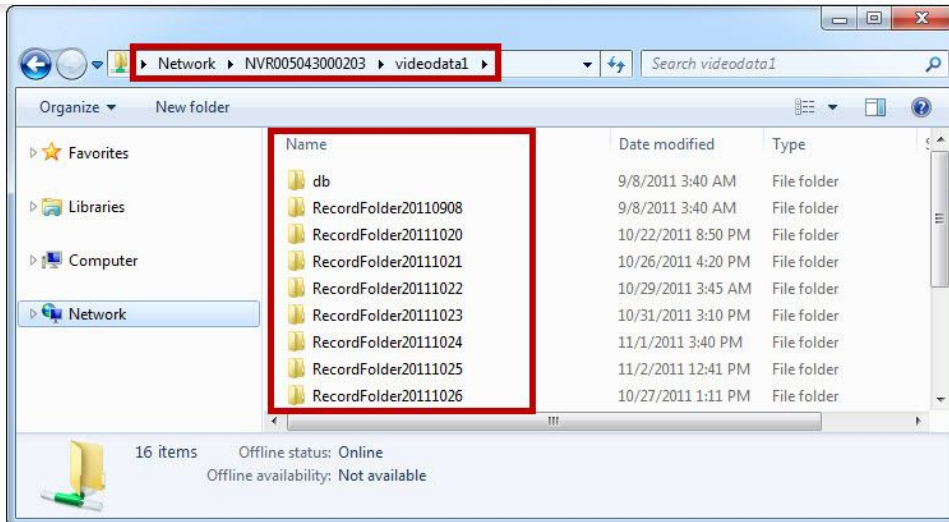 Network ▸ NVR005043000203 ▸ videodata1 ▸
Search videodata1
Organize New folder
Name Date modified Type
Favorites
Libraries
Computer
Network
db 9/8/2011 3:40 AM File folder
RecordFolder20110908 9/8/2011 3:40 AM File folder
RecordFolder20111020 10/22/2011 8:50 PM File folder
RecordFolder20111021 10/26/2011 4:20 PM File folder
RecordFolder20111022 10/29/2011 3:45 AM File folder
RecordFolder20111023 10/31/2011 3:10 PM File folder
RecordFolder20111024 11/1/2011 3:40 PM File folder
RecordFolder20111025 11/2/2011 12:41 PM File folder
RecordFolder20111026 10/27/2011 1:11 PM File folder
16 items Offline status: Online
Offline availability: Not available